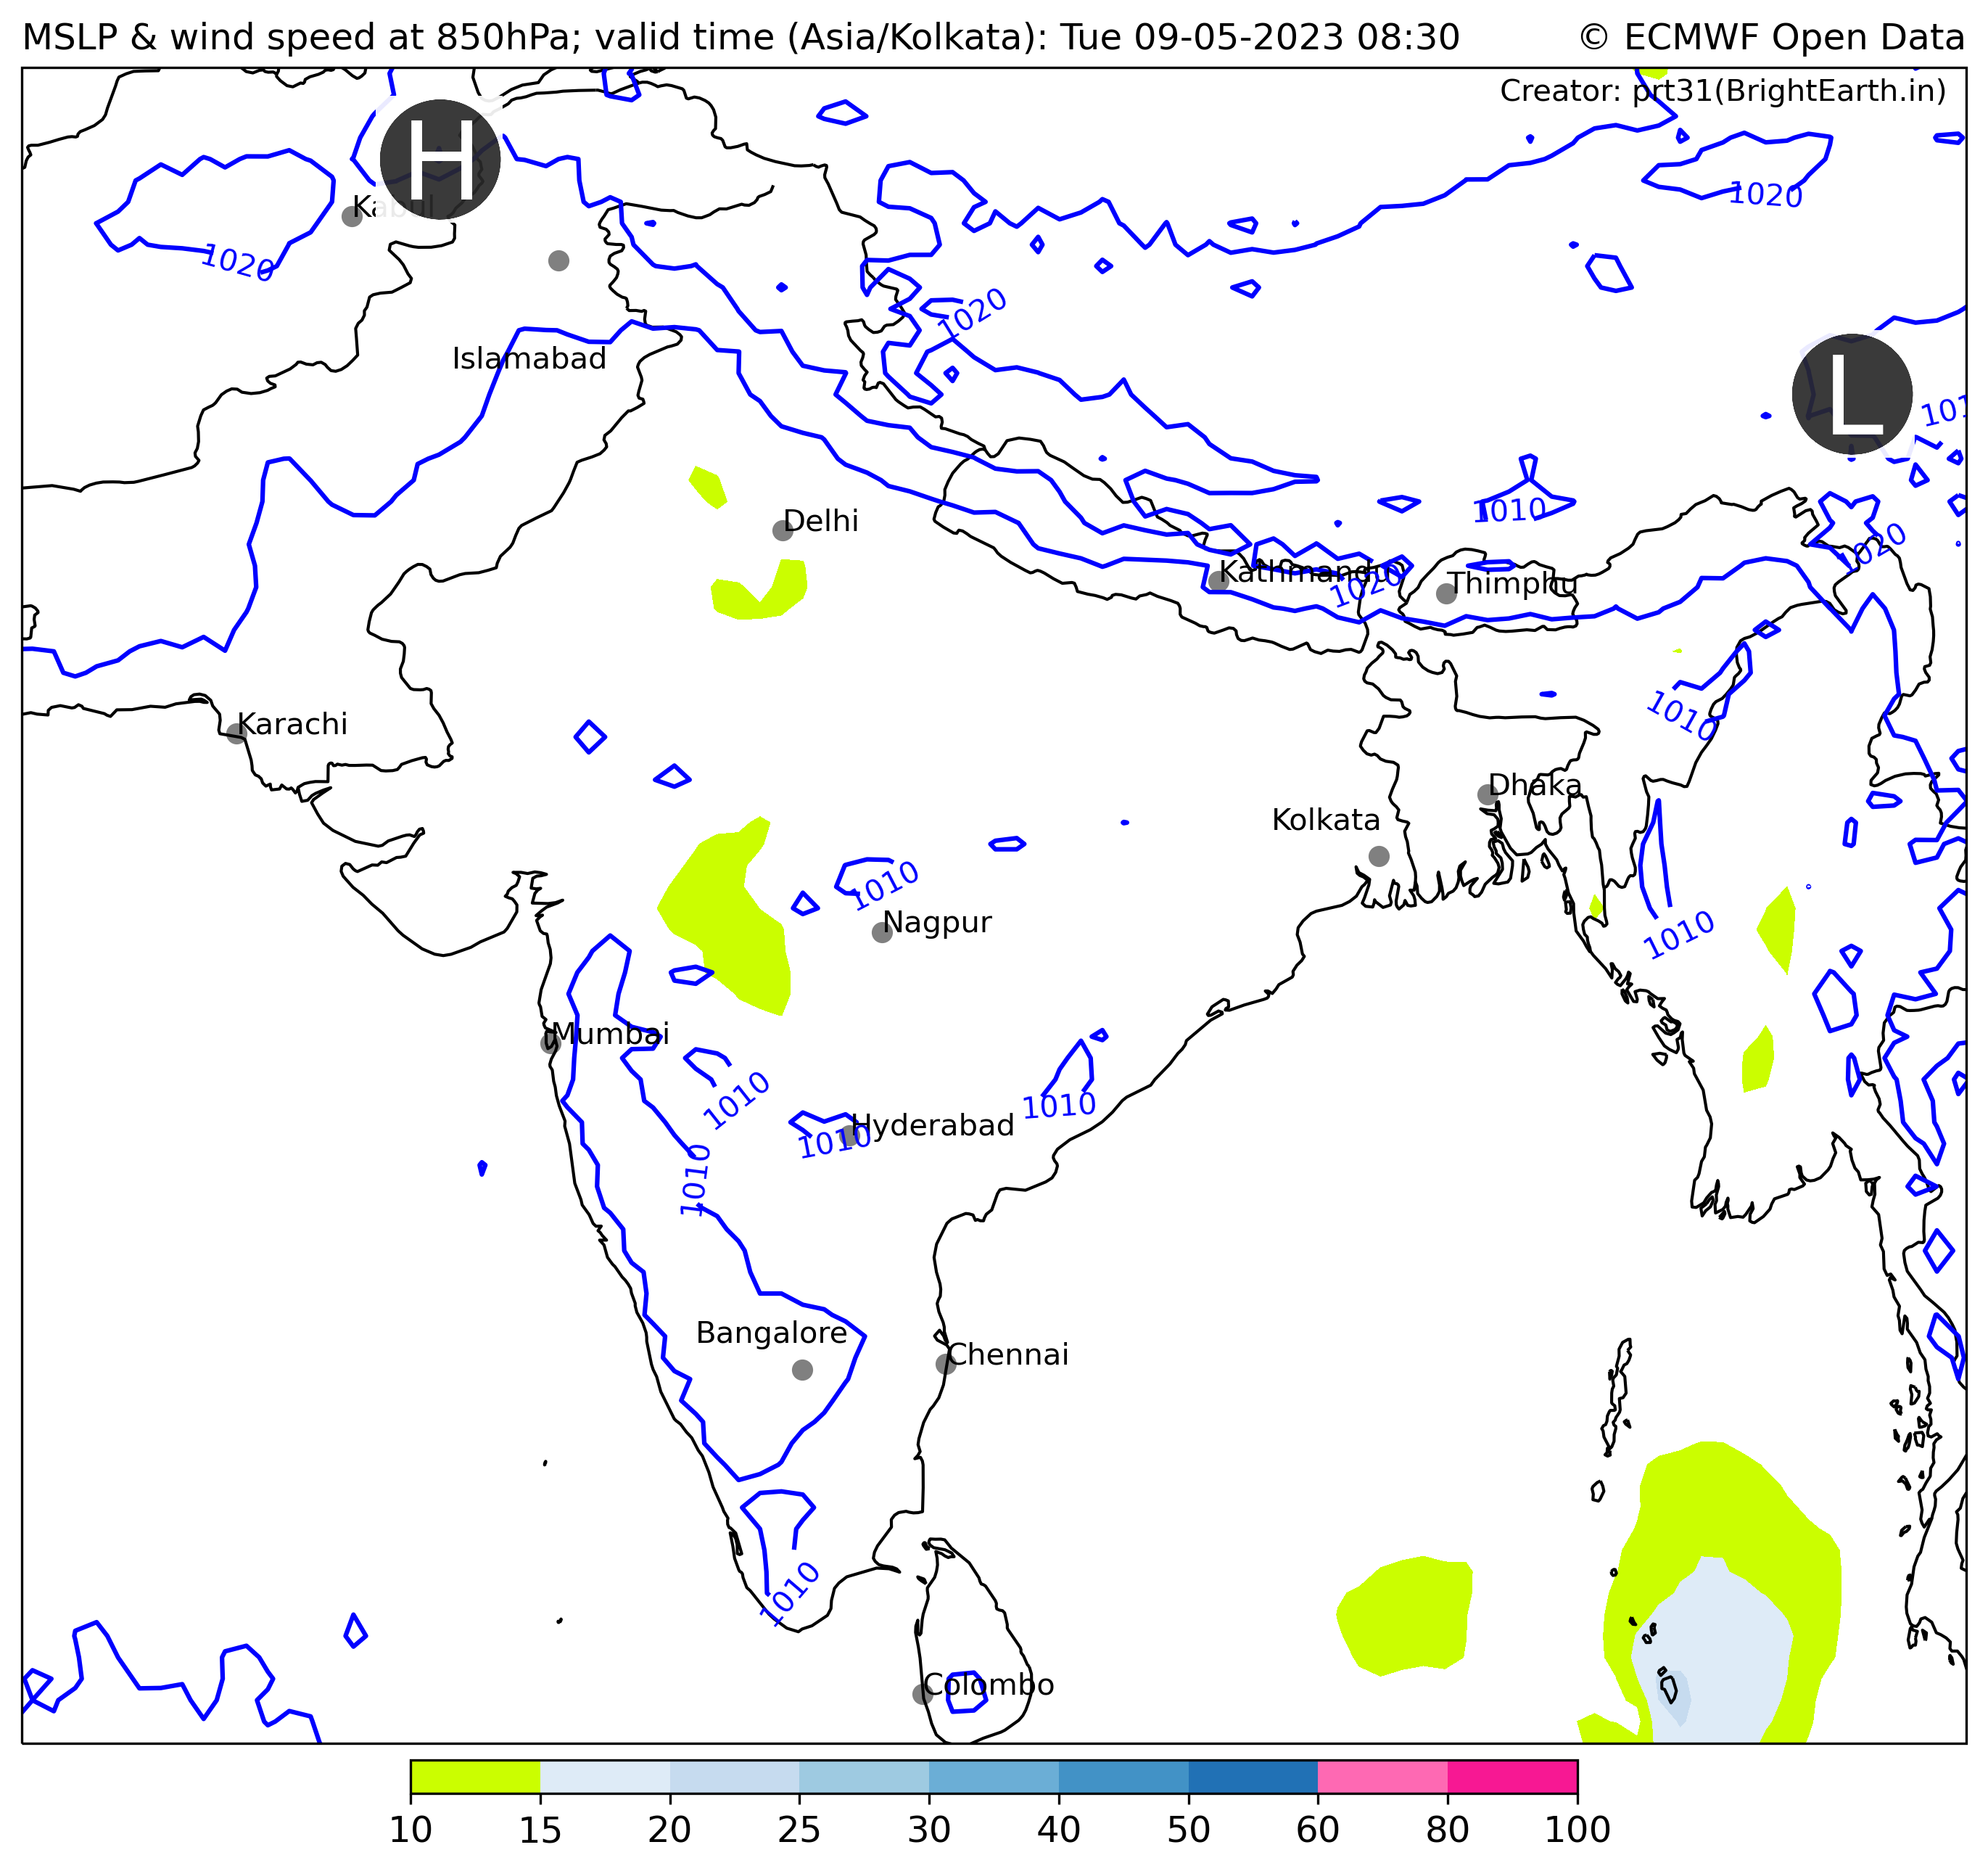 MSLP & wind speed at 850hPa; valid time (Asia/Kolkata): Tue 09-05-2023 08:30
© ECMWF Open Data
Creator: prt31(BrightEarth.in)
H
1020
Kabul
1020
1020
L
Islamabad
Delhi
1010
1020
Kathmandu
1020
Thimphu
Karachi
1010
Dhaka
Kolkata
1010
Nagpur
1010
Mumbai
1010
1010
Hyderabad
1010
1010
Bangalore
Chennai
1010
Colombo
10 15 20 25 30 40 50 60 80 100